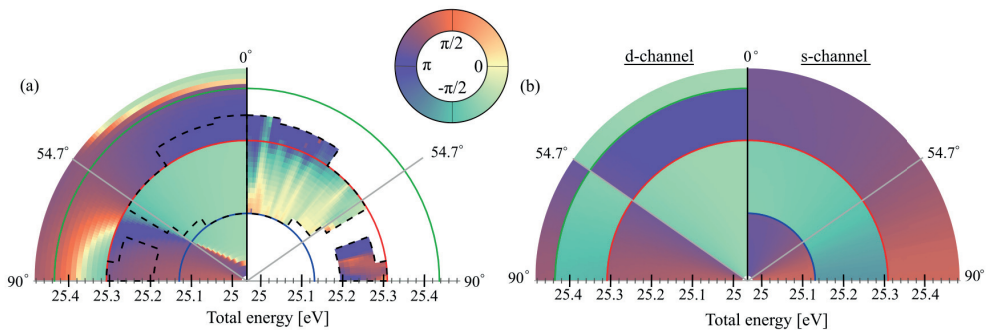 π/2
π 0
-π/2
(a) 0°
54.7° 54.7°
90° 90°
25.4 25.3 25.2 25.1 25 25 25.1 25.2 25.3 25.4
Total energy [eV]
(b) d-channel 0° s-channel
54.7° 54.7°
90° 90°
25.4 25.3 25.2 25.1 25 25 25.1 25.2 25.3 25.4
Total energy [eV]